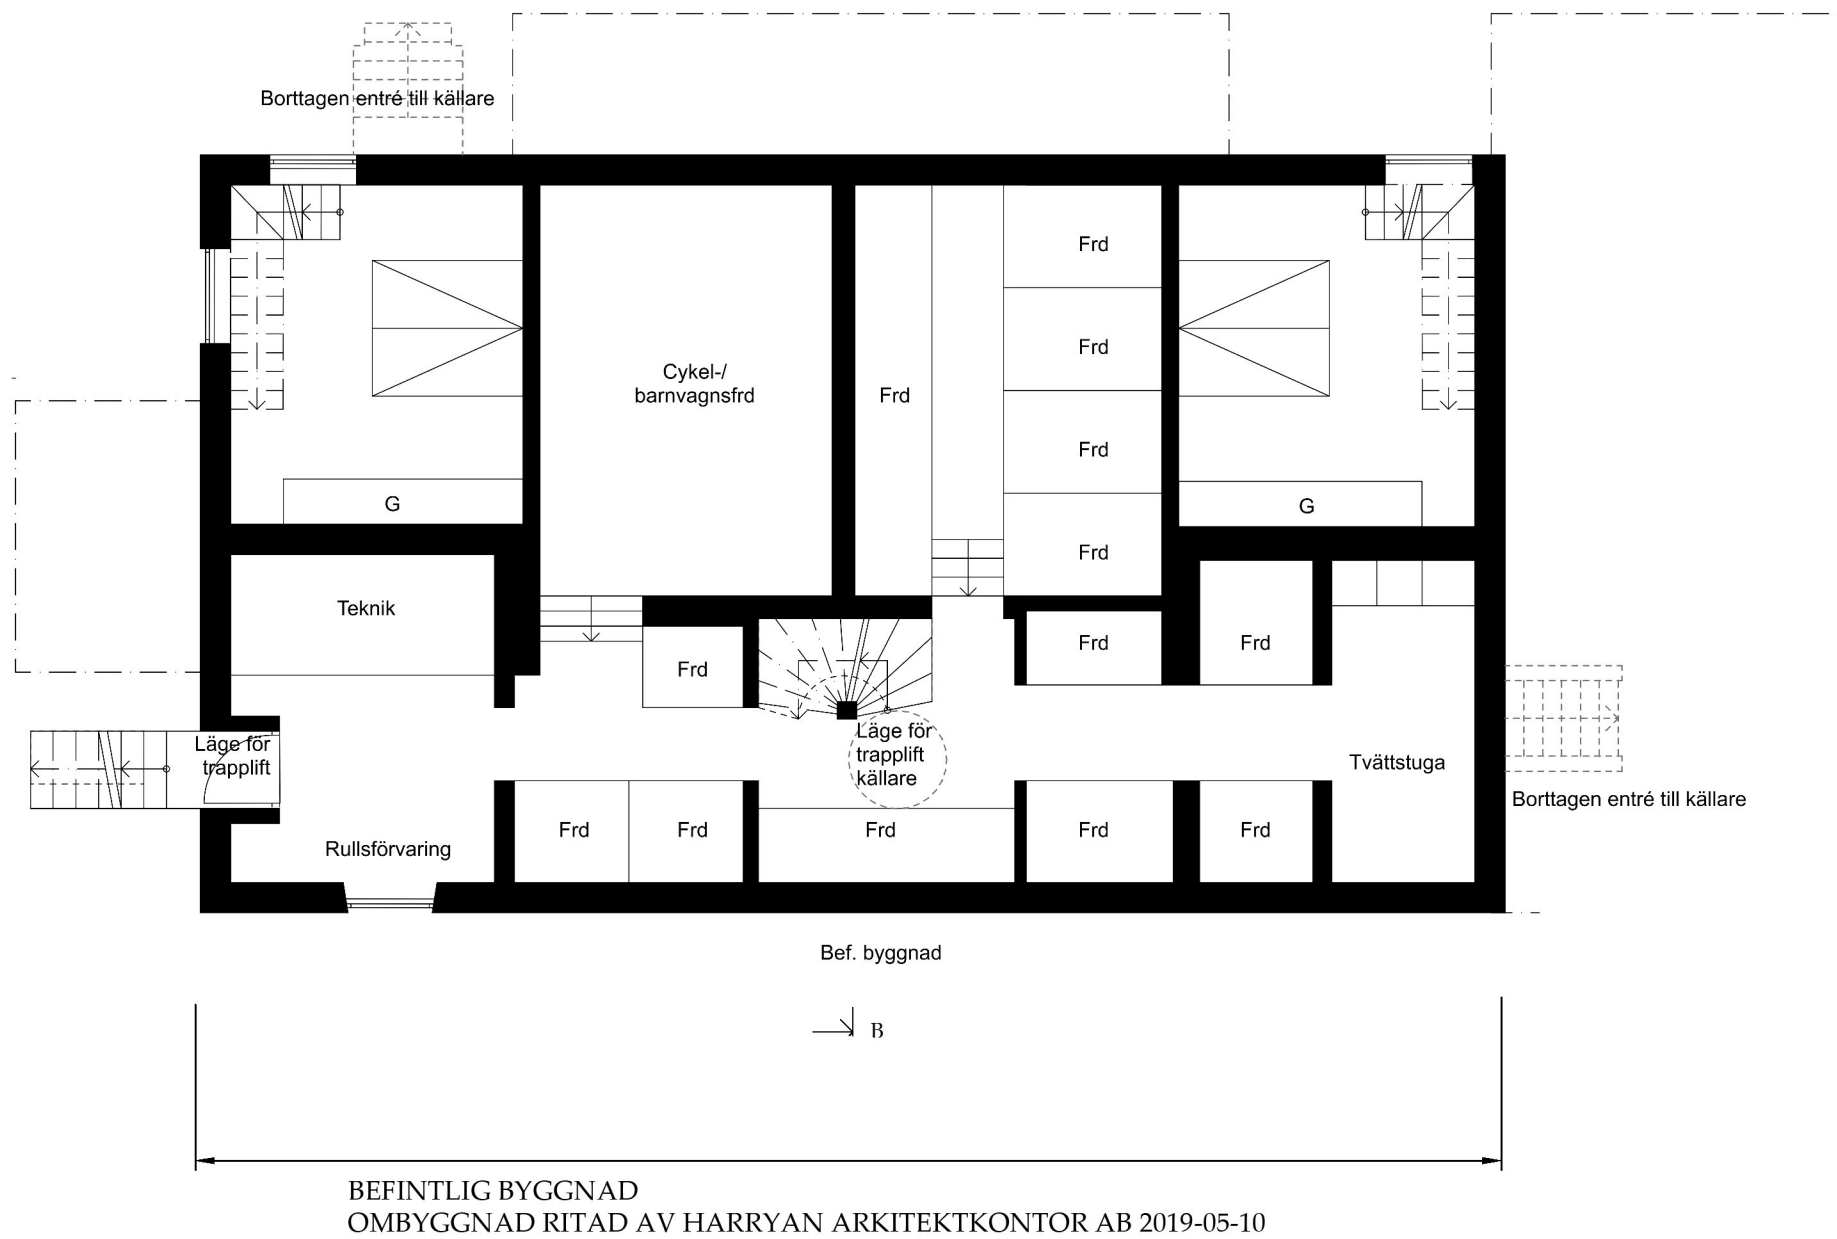 Borttagen entré till källare
Frd
Frd
Cykel-/
barnvagnsfrd
Frd
Frd
G
G
Frd
Teknik
Frd
Frd
Frd
Läge för
trapplift
Läge för
trapplift
källare
Tvättstuga
Borttagen entré till källare
Rullsförvaring
Frd
Frd
Frd
Frd
Frd
Bef. byggnad
B
BEFINTLIG BYGGNAD
OMBYGGNAD RITAD AV HARRYAN ARKITEKTKONTOR AB 2019-05-10